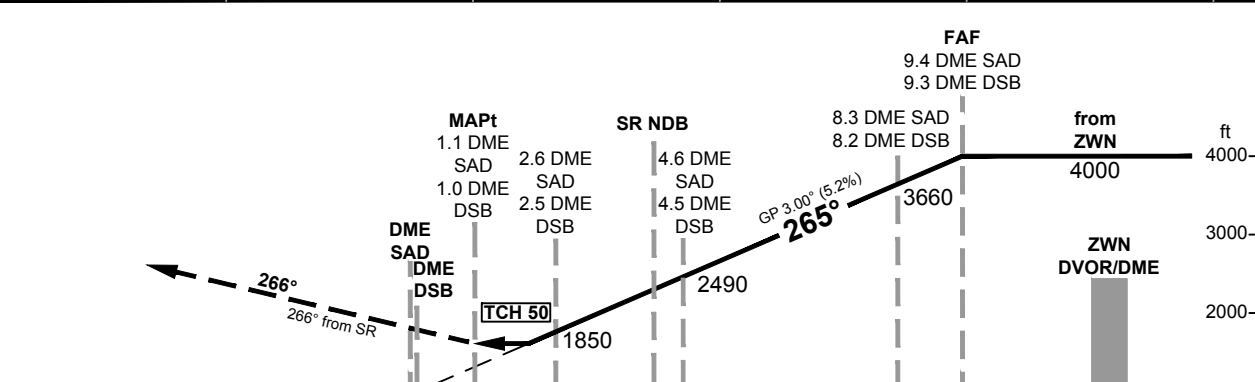 FAF
9.4 DME SAD
9.3 DME DSB
MAPt
1.1 DME
SAD
1.0 DME
DSB
2.6 DME
SAD
2.5 DME
DSB
SR NDB
4.6 DME
SAD
4.5 DME
DSB
8.3 DME SAD
8.2 DME DSB
from
ZWN
4000
ft
4000
3000
2000
GP 3.00° (5.2%)
265°
3660
2490
1850
ZWN
DVOR/DME
DME
SAD
DME
DSB
266°
266° from SR
TCH 50